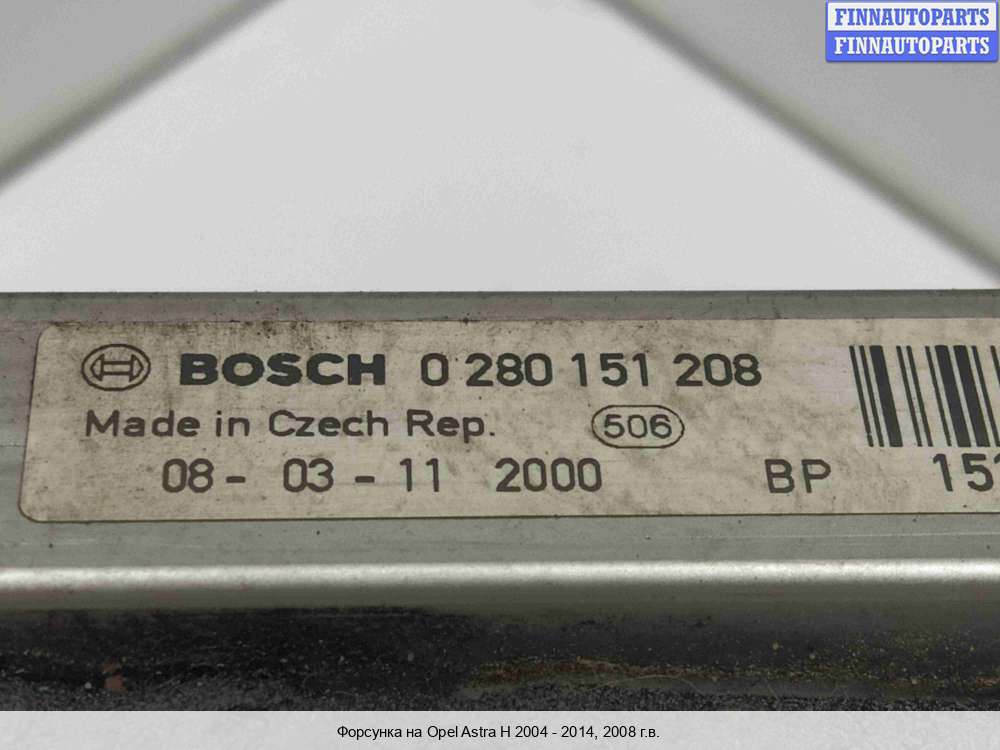 FINNAUTOPARTS
FINNAUTOPARTS
BOSCH 0 280 151 208
Made in Czech Rep. 506
08 - 03 - 11 2000 BP 151
Форсунка на Opel Astra H 2004 - 2014, 2008 г.в.